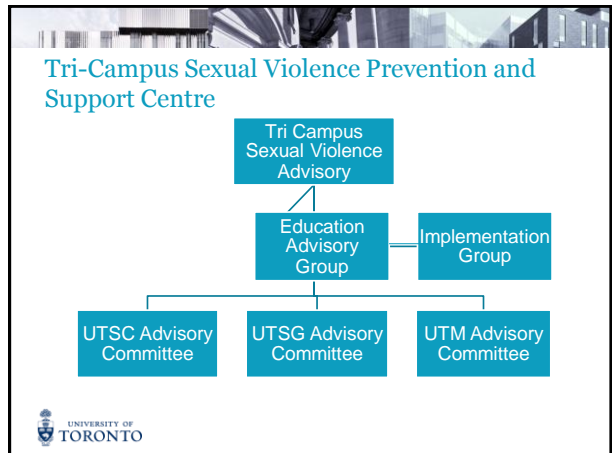 Tri-Campus Sexual Violence Prevention and
Support Centre
Tri Campus
Sexual Violence
Advisory
Education
Advisory
Group
Implementation
Group
UTSC Advisory
Committee
UTSG Advisory
Committee
UTM Advisory
Committee
UNIVERSITY OF
TORONTO